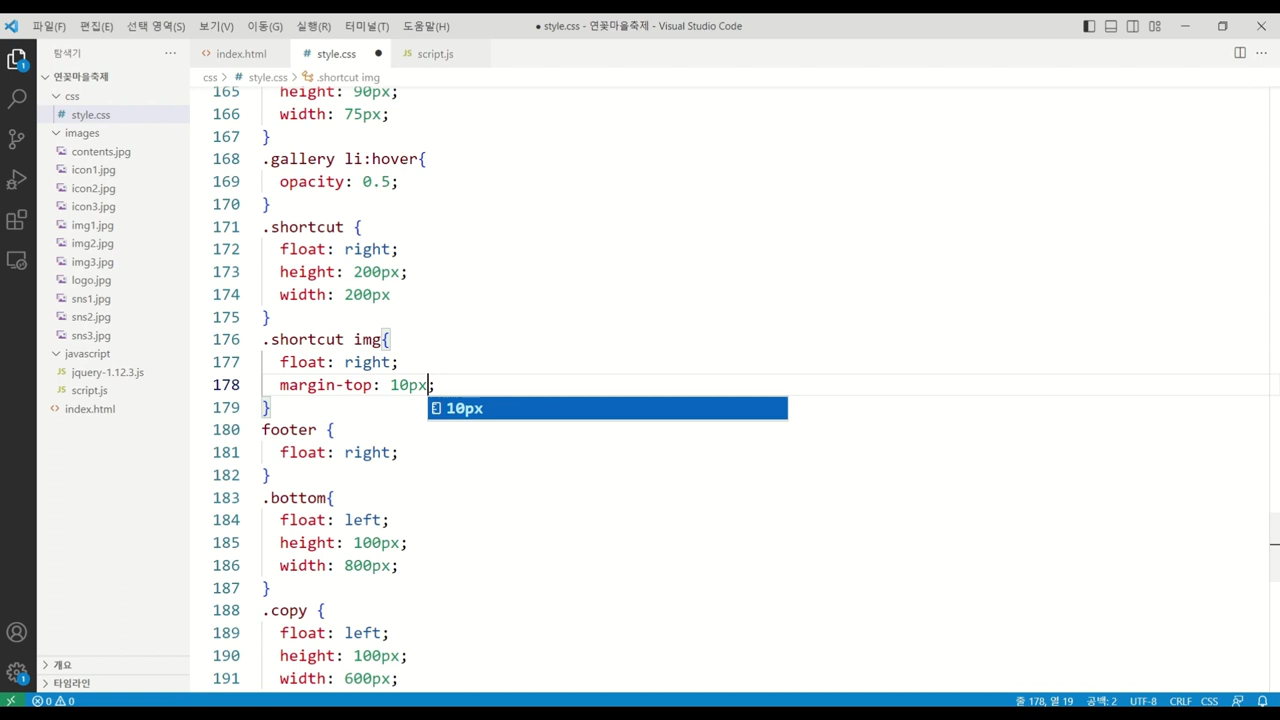 파일(F) 편집(E) 선택 영역(S) 보기(V) 이동(G) 실행(R) 터미널(T) 도움말(H) ● style.css - 연꽃마을축제 - Visual Studio Code
탐색기 ···
index.html
# style.css ●
JS script.js
css > # style.css > .shortcut img
연꽃마을축제
css
# style.css
images
contents.jpg
icon1.jpg
icon2.jpg
icon3.jpg
img1.jpg
img2.jpg
img3.jpg
logo.jpg
sns1.jpg
sns2.jpg
sns3.jpg
javascript
JS jquery-1.12.3.js
JS script.js
index.html
개요
타임라인
165 height: 90px;
166 width: 75px;
167 }
168 .gallery li:hover{
169 opacity: 0.5;
170 }
171 .shortcut {
172 float: right;
173 height: 200px;
174 width: 200px
175 }
176 .shortcut img{
177 float: right;
178 margin-top: 10px;
179 }
10px
180 footer {
181 float: right;
182 }
183 .bottom{
184 float: left;
185 height: 100px;
186 width: 800px;
187 }
188 .copy {
189 float: left;
190 height: 100px;
191 width: 600px;
1
1
0 0 줄 178, 열 19 공백: 2 UTF-8 CRLF CSS